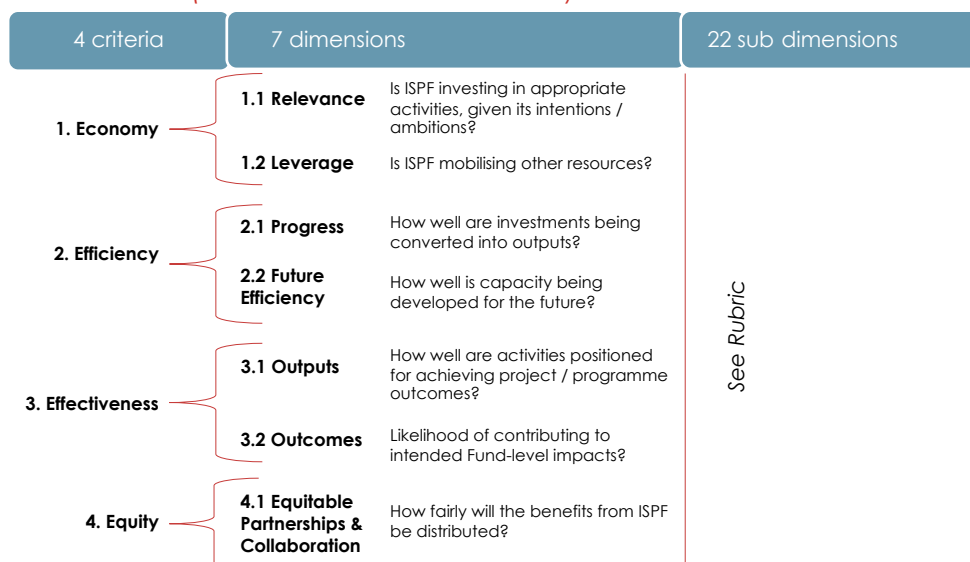 4 criteria
7 dimensions
22 sub dimensions
1. Economy
1.1 Relevance
Is ISPF investing in appropriate
activities, given its intentions /
ambitions?
1.2 Leverage
Is ISPF mobilising other resources?
2. Efficiency
2.1 Progress
How well are investments being
converted into outputs?
2.2 Future
Efficiency
How well is capacity being
developed for the future?
3. Effectiveness
3.1 Outputs
How well are activities positioned
for achieving project / programme
outcomes?
3.2 Outcomes
Likelihood of contributing to
intended Fund-level impacts?
4. Equity
4.1 Equitable
Partnerships &
Collaboration
How fairly will the benefits from ISPF
be distributed?
See Rubric